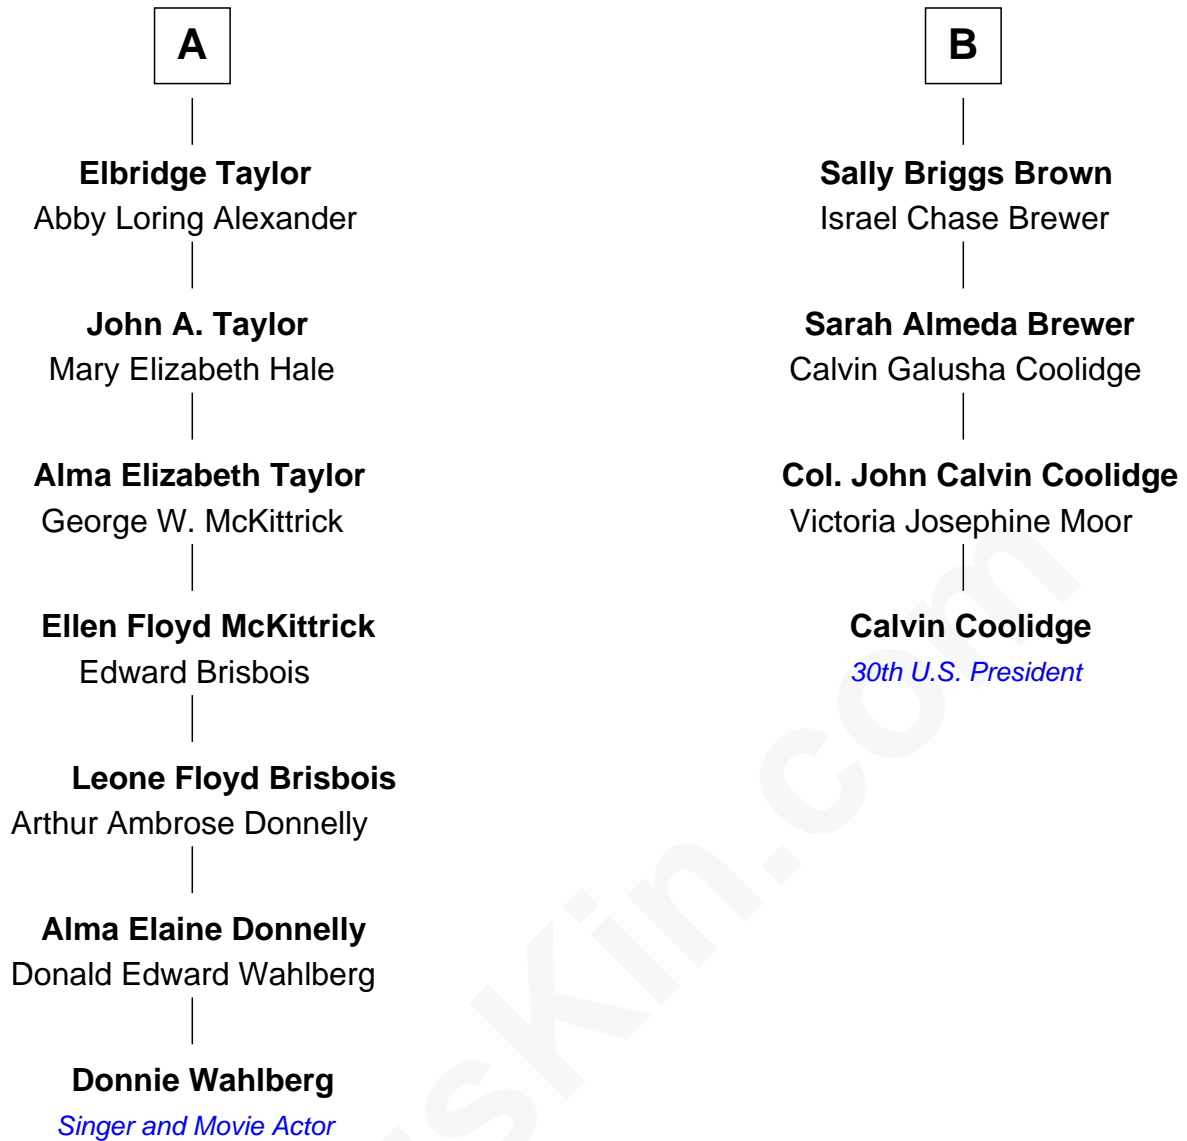 A
Elbridge Taylor
Abby Loring Alexander
John A. Taylor
Mary Elizabeth Hale
Alma Elizabeth Taylor
George W. McKittrick
Ellen Floyd McKittrick
Edward Brisbois
Leone Floyd Brisbois
Arthur Ambrose Donnelly
Alma Elaine Donnelly
Donald Edward Wahlberg
Donnie Wahlberg
Singer and Movie Actor
B
Sally Briggs Brown
Israel Chase Brewer
Sarah Almeda Brewer
Calvin Galusha Coolidge
Col. John Calvin Coolidge
Victoria Josephine Moor
Calvin Coolidge
30th U.S. President